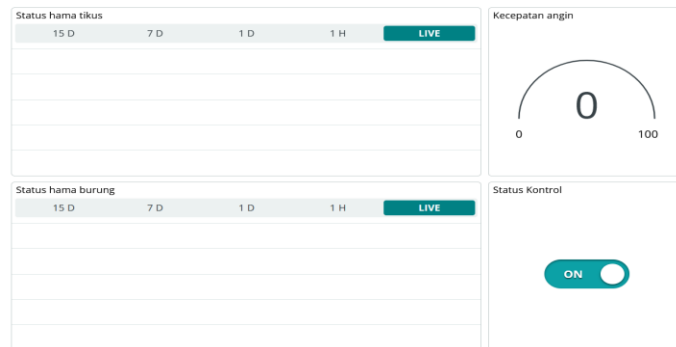 Status hama tikus
15 D 7 D 1 D 1 H LIVE
Kecepatan angin
0
0 100
Status hama burung
15 D 7 D 1 D 1 H LIVE
Status Kontrol
ON